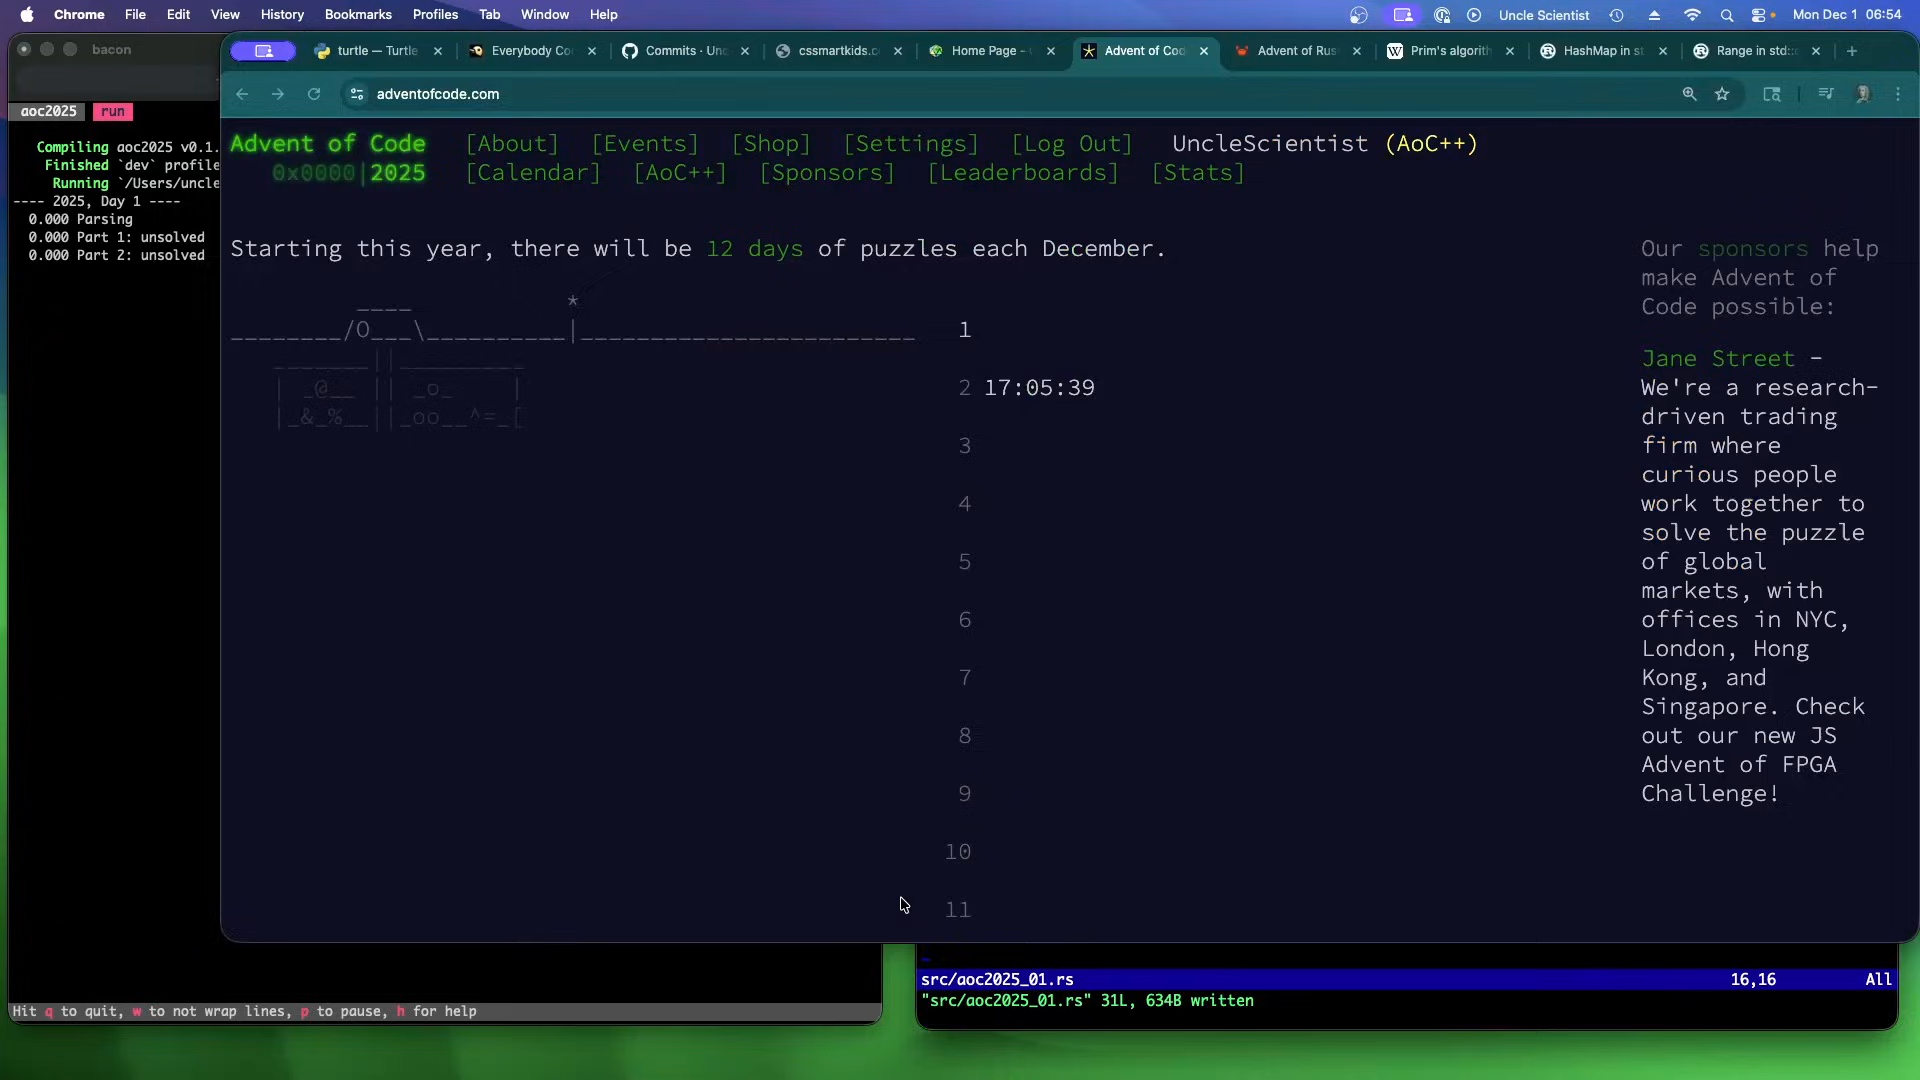 Chrome File Edit View History Bookmarks Profiles Tab Window Help Uncle Scientist Mon Dec 1 06:54
bacon
turtle — Turtle Everybody Co Commits · Un cssmartkids.c Home Page - Advent of Cod Advent of Rus Prim's algorith HashMap in st Range in std::
adventofcode.com
aoc2025 run
Compiling aoc2025 v0.1.
Finished `dev` profile
Running `/Users/uncle
---- 2025, Day 1 ----
0.000 Parsing
0.000 Part 1: unsolved
0.000 Part 2: unsolved
Hit q to quit, w to not wrap lines, p to pause, h for help
Advent of Code [About] [Events] [Shop] [Settings] [Log Out] UncleScientist (AoC++)
0x0000|2025 [Calendar] [AoC++] [Sponsors] [Leaderboards] [Stats]
Starting this year, there will be 12 days of puzzles each December.
1
2 17:05:39
3
4
5
6
7
8
9
10
11
Our sponsors help
make Advent of
Code possible:
Jane Street -
We're a research-
driven trading
firm where
curious people
work together to
solve the puzzle
of global
markets, with
offices in NYC,
London, Hong
Kong, and
Singapore. Check
out our new JS
Advent of FPGA
Challenge!
src/aoc2025_01.rs 16,16 All
"src/aoc2025_01.rs" 31L, 634B written